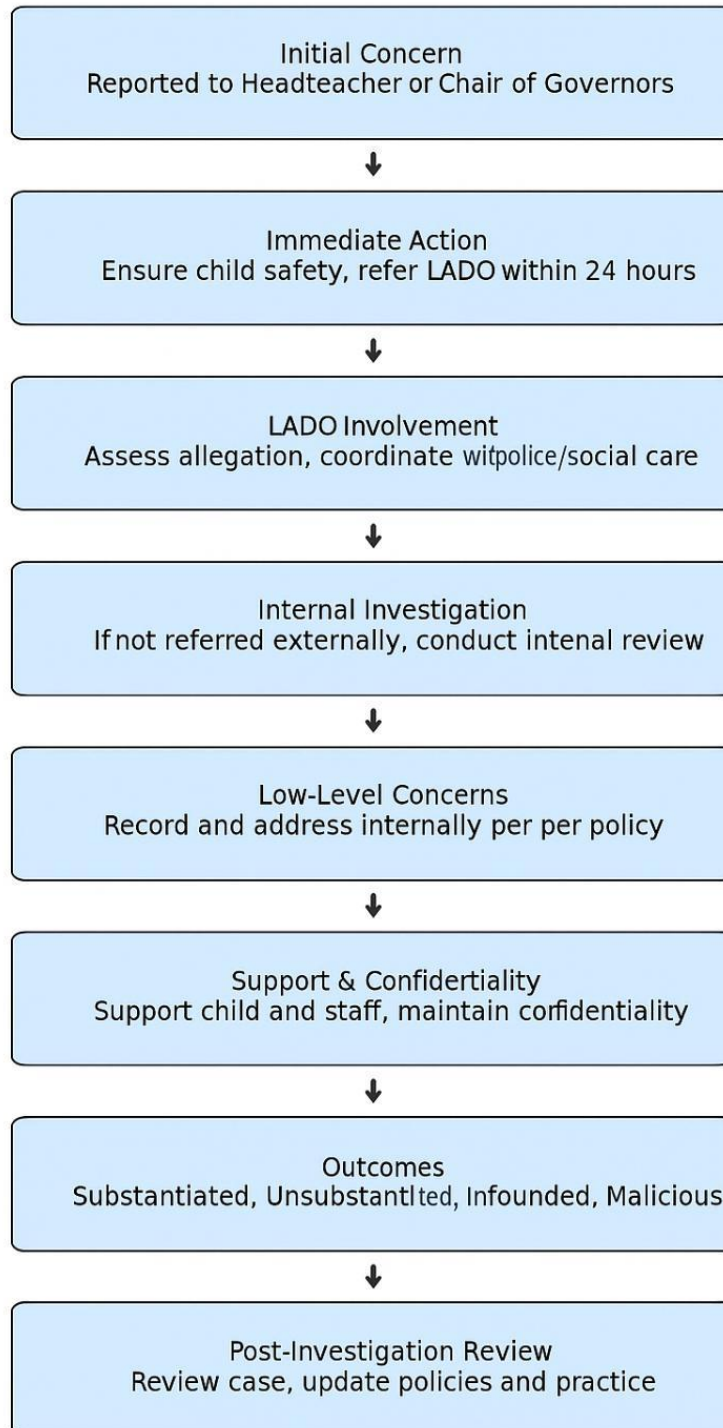 Initial Concern
Reported to Headteacher or Chair of Governors
Immediate Action
Ensure child safety, refer LADO within 24 hours
LADO Involvement
Assess allegation, coordinate witpolice/social care
Internal Investigation
If not referred externally, conduct intenal review
Low-Level Concerns
Record and address internally per per policy
Support & Confidertiality
Support child and staff, maintain corfidentiality
Outcomes
Substantiated, Unsubstantlted, Infounded, Malicious
Post-Investigation Review
Review case, update policies and practice